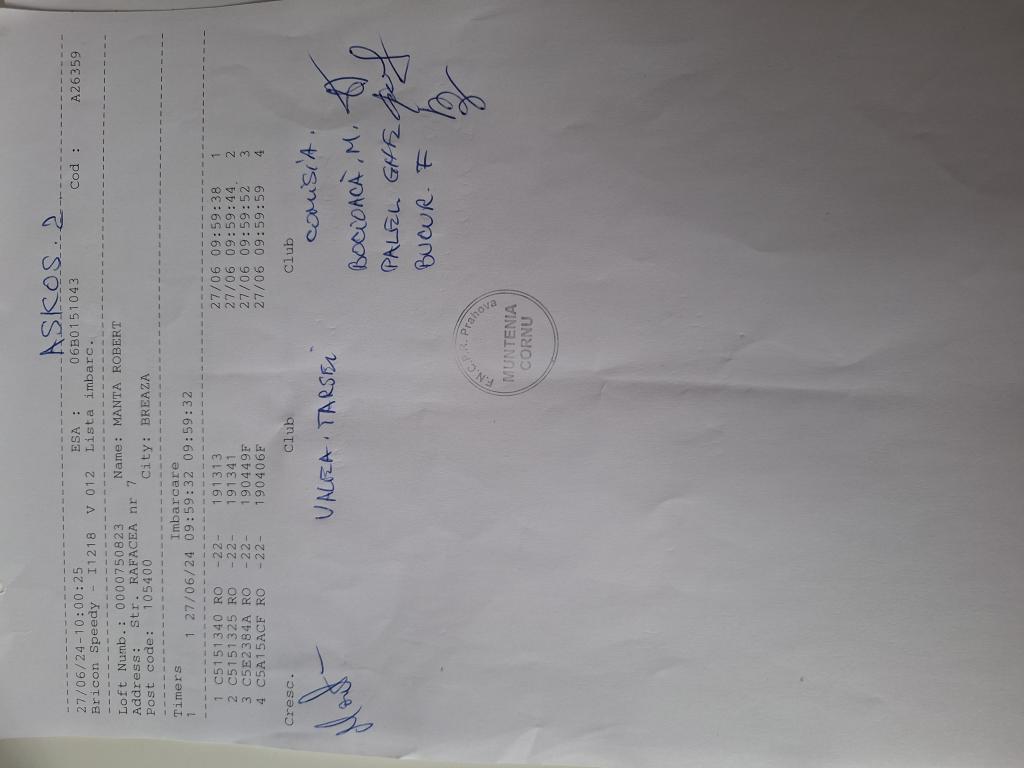 ASKOS. 2
27/06/24-10:00:25 ESA : 06B0151043 Cod : A26359
Bricon Speedy - I1218 V 012 Lista imbarc.
Loft Numb.: 0000750823 Name: MANTA ROBERT
Address: Str. RAFACEA nr 7
Post code: 105400 City: BREAZA
Timers Imbarcare
1 1 27/06/24 09:59:32 09:59:32
1 C5151340 RO -22- 191313 27/06 09:59:38 1
2 C5151325 RO -22- 191341 27/06 09:59:44 2
3 C5E2384A RO -22- 190449F 27/06 09:59:52 3
4 C5A15ACF RO -22- 190406F 27/06 09:59:59 4
Cresc. Club Club
VALEA. TARSEI comisia.
BOCIOACĂ, M.
PALEU GHE
BUCUR. F
F.N.C.P.R. Prahova
MUNTENIA
CORNU